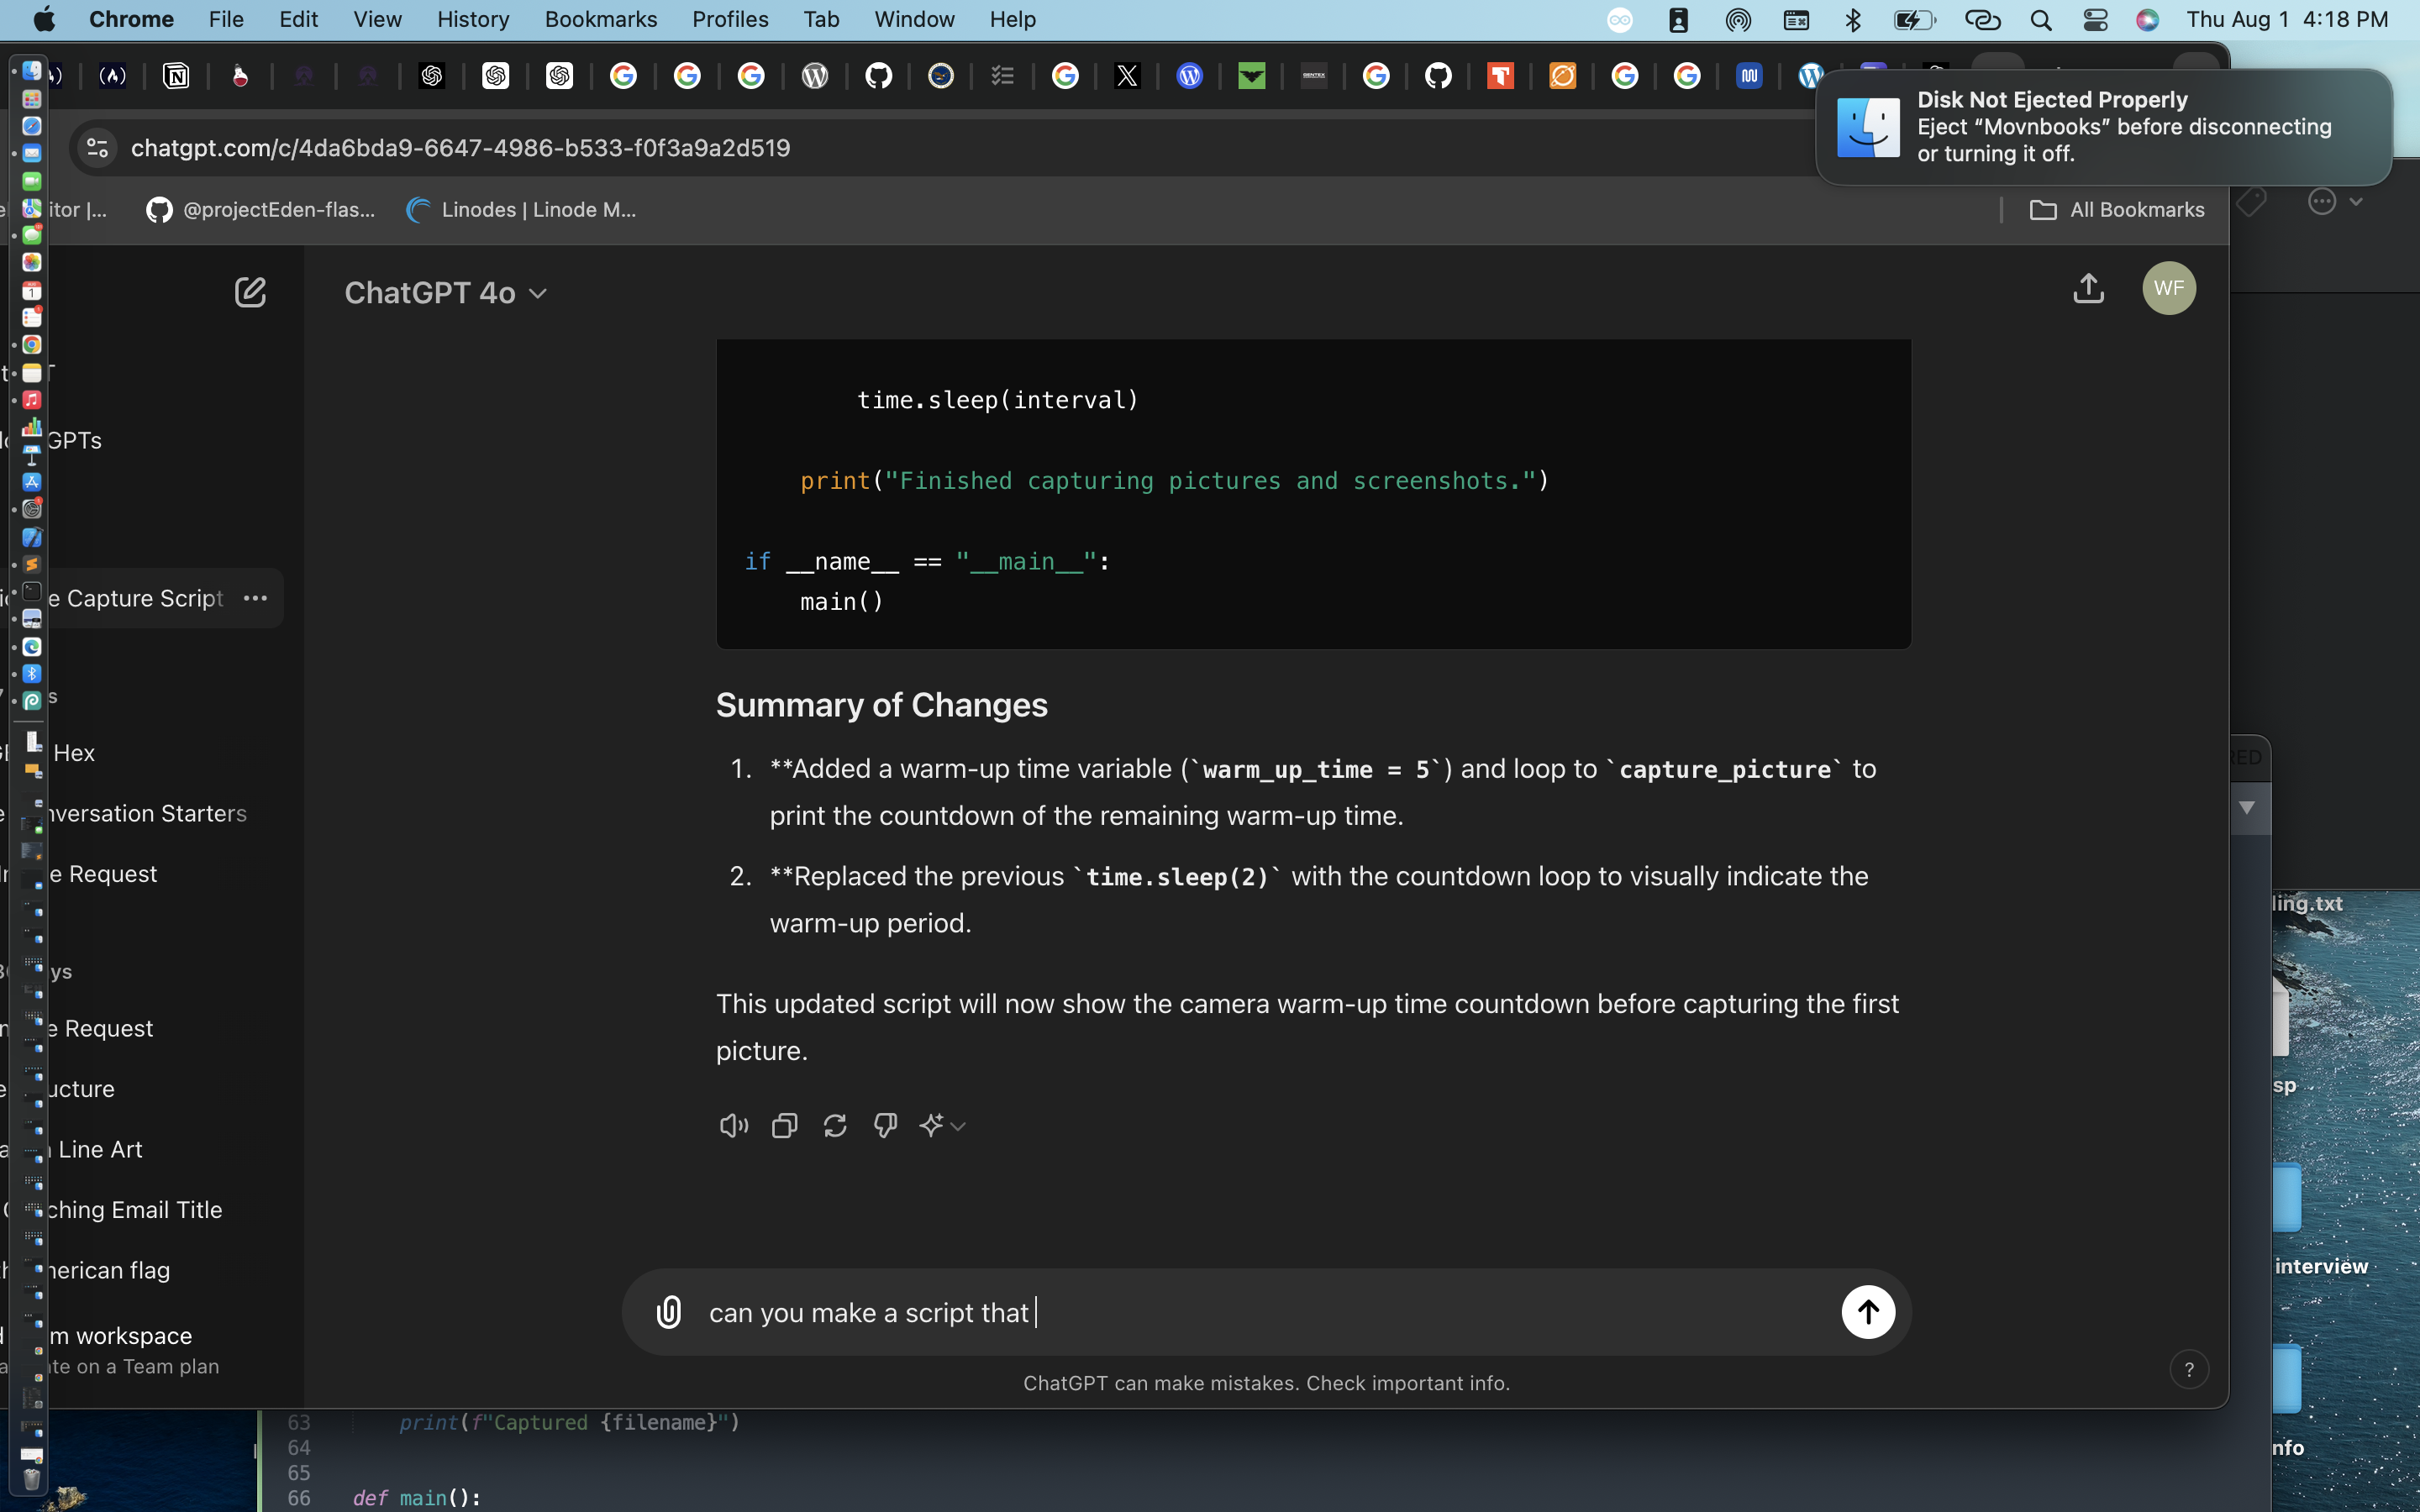 Chrome File Edit View History Bookmarks Profiles Tab Window Help Thu Aug 1 4:18 PM
Disk Not Ejected Properly
Eject “Movnbooks” before disconnecting
or turning it off.
chatgpt.com/c/4da6bda9-6647-4986-b533-f0f3a9a2d519
itor |... @projectEden-flas... Linodes | Linode M... All Bookmarks
ChatGPT 4o WF
time.sleep(interval)
GPTs
print("Finished capturing pictures and screenshots.")
if __name__ == "__main__":
e Capture Script ...
main()
Summary of Changes
Hex
1. **Added a warm-up time variable (`warm_up_time = 5`) and loop to `capture_picture` to
print the countdown of the remaining warm-up time.
nversation Starters
2. **Replaced the previous `time.sleep(2)` with the countdown loop to visually indicate the
warm-up period.
e Request
ling.txt
ys
This updated script will now show the camera warm-up time countdown before capturing the first
picture.
e Request
ucture
sp
Line Art
ching Email Title
nerican flag
interview
can you make a script that
m workspace
te on a Team plan
ChatGPT can make mistakes. Check important info.
?
63 print(f"Captured {filename}")
64
nfo
65
66 def main():